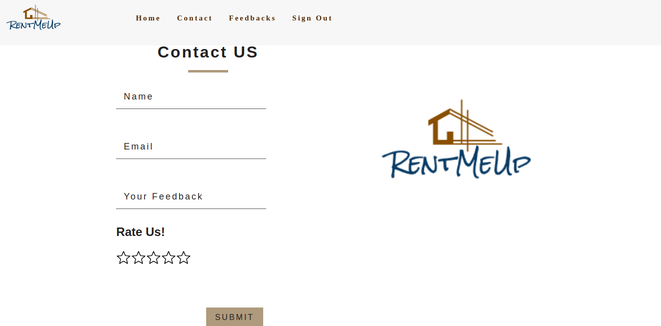 RENTMEUP
Home Contact Feedbacks Sign Out
Contact US
Name
Email
Your Feedback
Rate Us!
SUBMIT
RENTMEUP